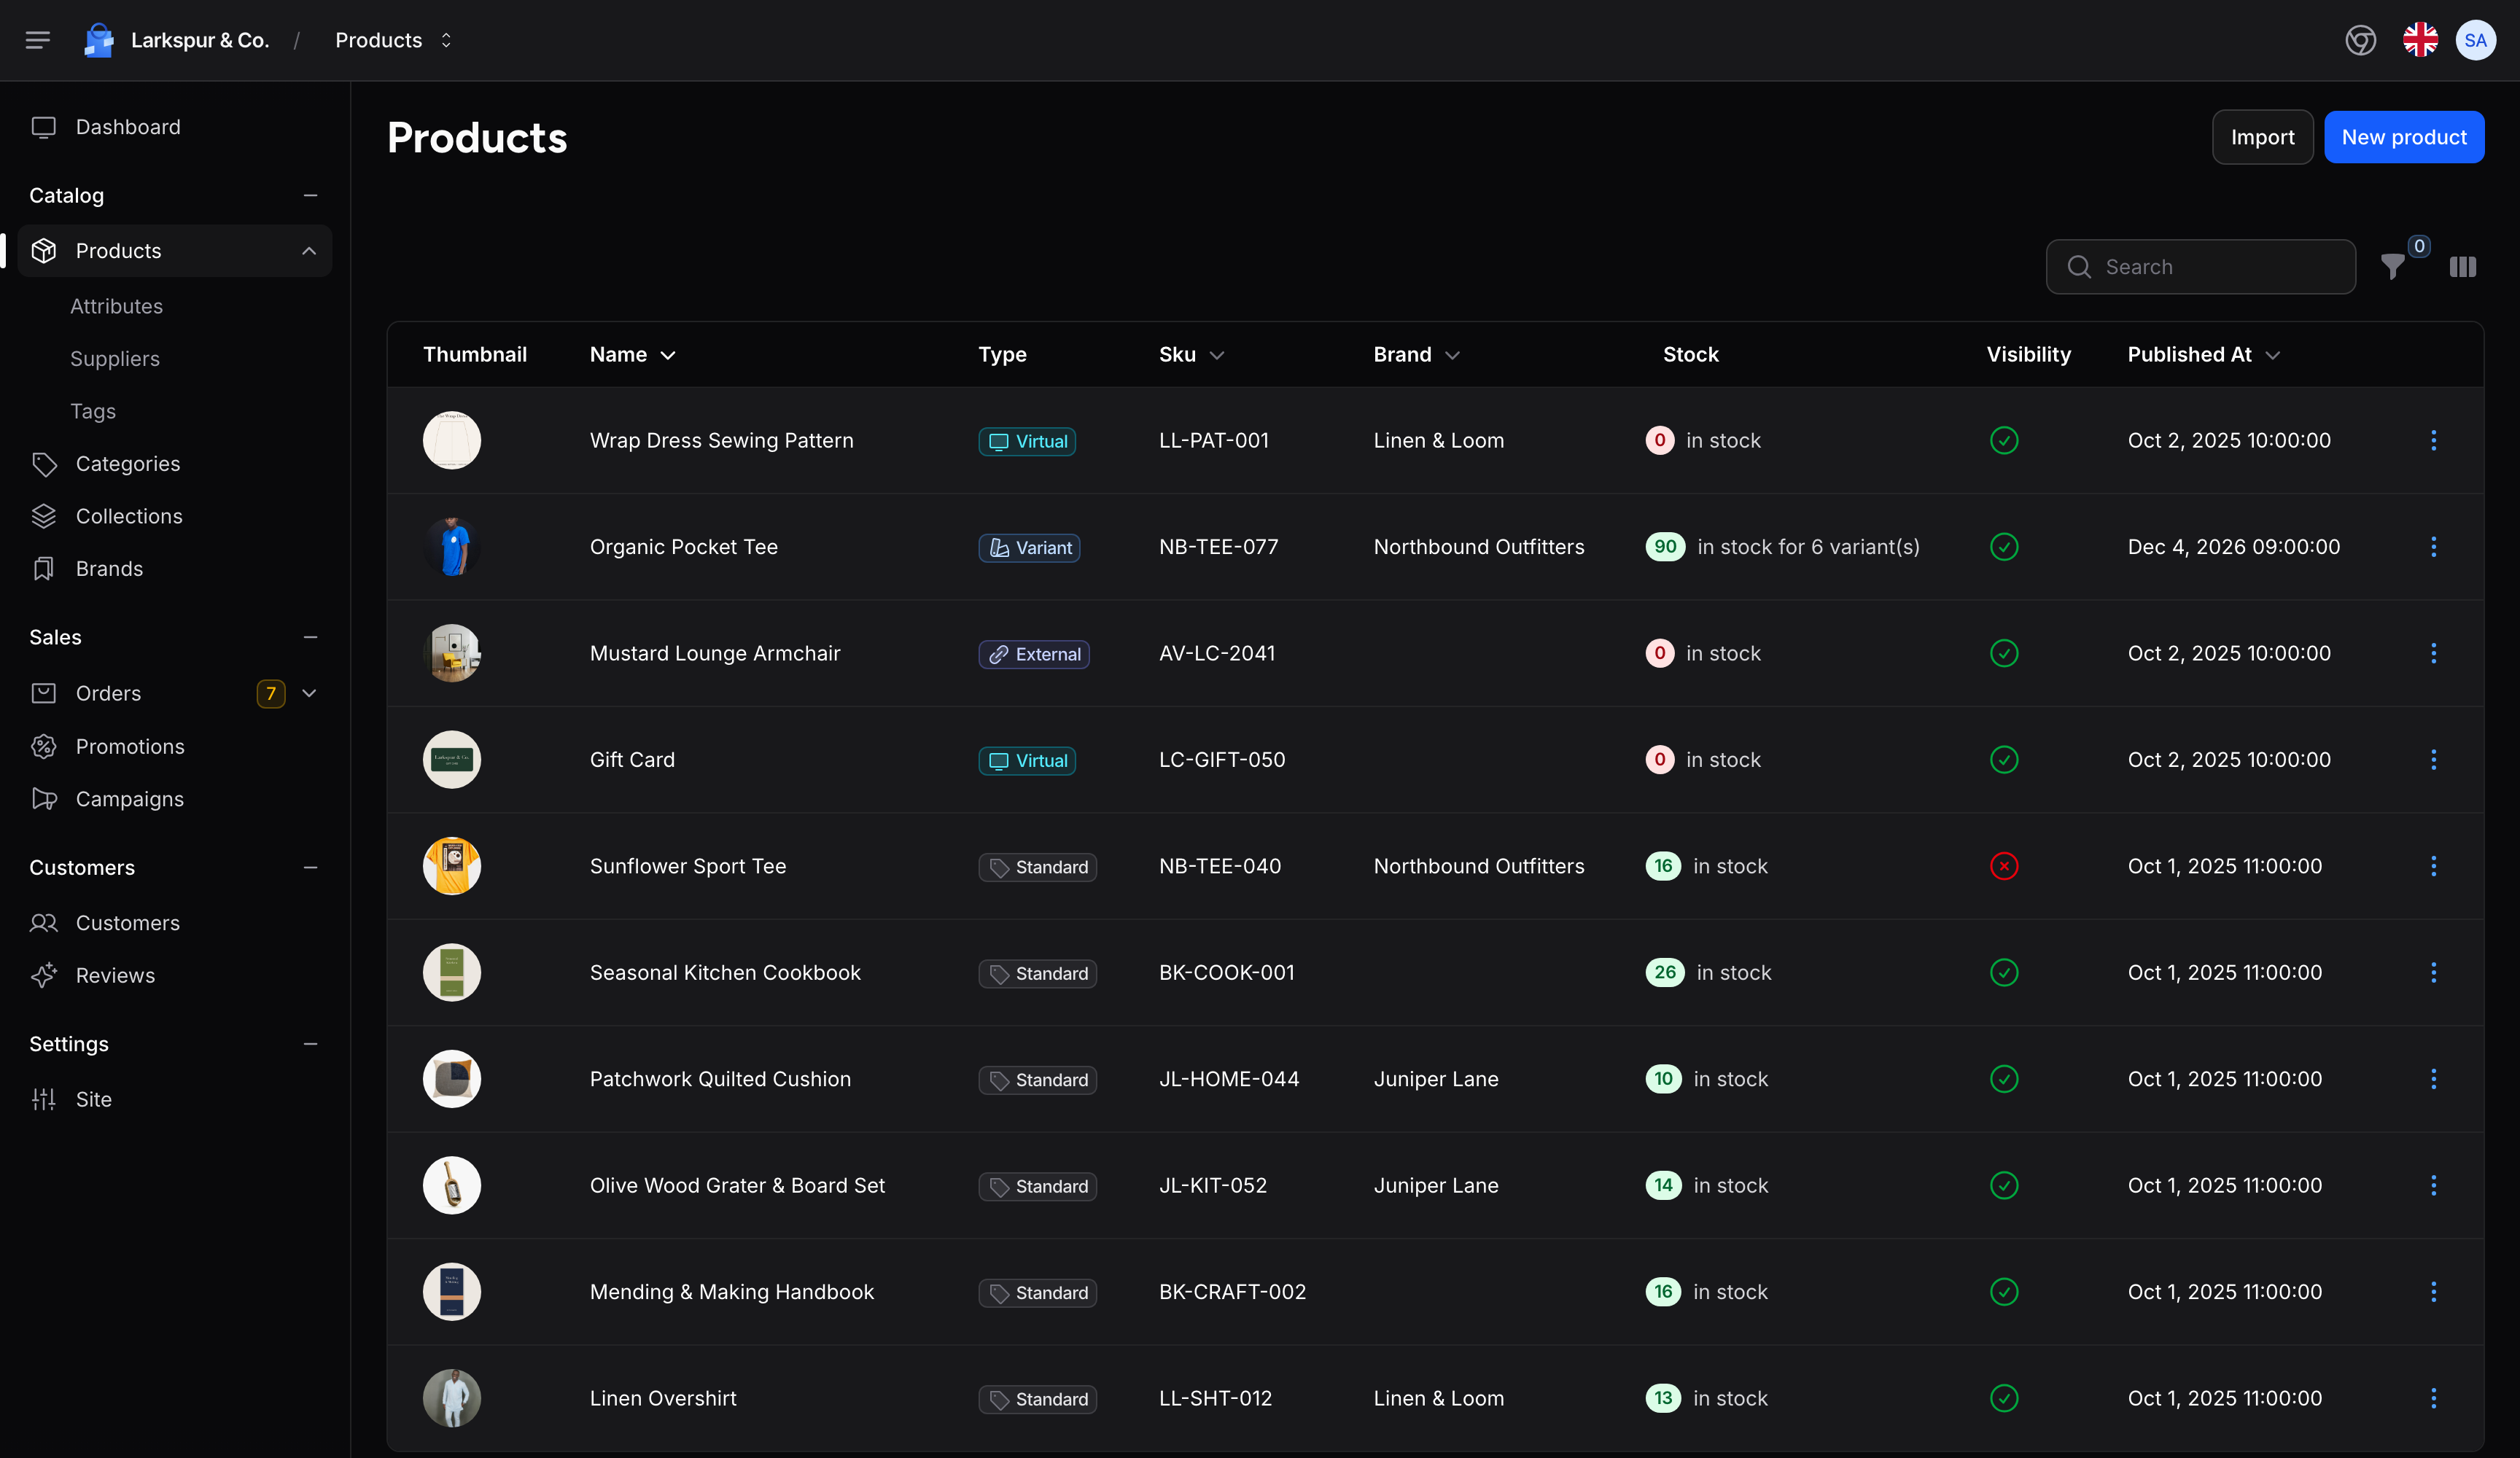 Larkspur & Co. / Products
SA
Dashboard
Catalog
Products
Attributes
Suppliers
Tags
Categories
Collections
Brands
Sales
Orders 7
Promotions
Campaigns
Customers
Customers
Reviews
Settings
Site
Products
Import New product
Search 0
Thumbnail Name Type Sku Brand Stock Visibility Published At
Wrap Dress Sewing Pattern Virtual LL-PAT-001 Linen & Loom 0 in stock Oct 2, 2025 10:00:00
Organic Pocket Tee Variant NB-TEE-077 Northbound Outfitters 90 in stock for 6 variant(s) Dec 4, 2026 09:00:00
Mustard Lounge Armchair External AV-LC-2041 0 in stock Oct 2, 2025 10:00:00
Larkspur & Co. Gift Card Virtual LC-GIFT-050 0 in stock Oct 2, 2025 10:00:00
Sunflower Sport Tee Standard NB-TEE-040 Northbound Outfitters 16 in stock Oct 1, 2025 11:00:00
Seasonal Kitchen Cookbook Standard BK-COOK-001 26 in stock Oct 1, 2025 11:00:00
Patchwork Quilted Cushion Standard JL-HOME-044 Juniper Lane 10 in stock Oct 1, 2025 11:00:00
Olive Wood Grater & Board Set Standard JL-KIT-052 Juniper Lane 14 in stock Oct 1, 2025 11:00:00
Mending & Making Handbook Standard BK-CRAFT-002 16 in stock Oct 1, 2025 11:00:00
Linen Overshirt Standard LL-SHT-012 Linen & Loom 13 in stock Oct 1, 2025 11:00:00